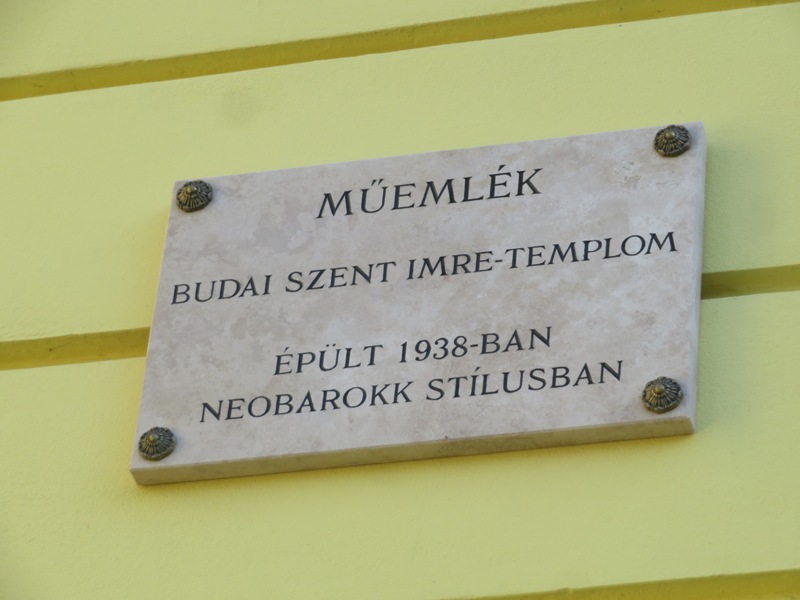 MŰEMLÉK
BUDAI SZENT IMRE-TEMPLOM
ÉPÜLT 1938-BAN
NEOBAROKK STÍLUSBAN